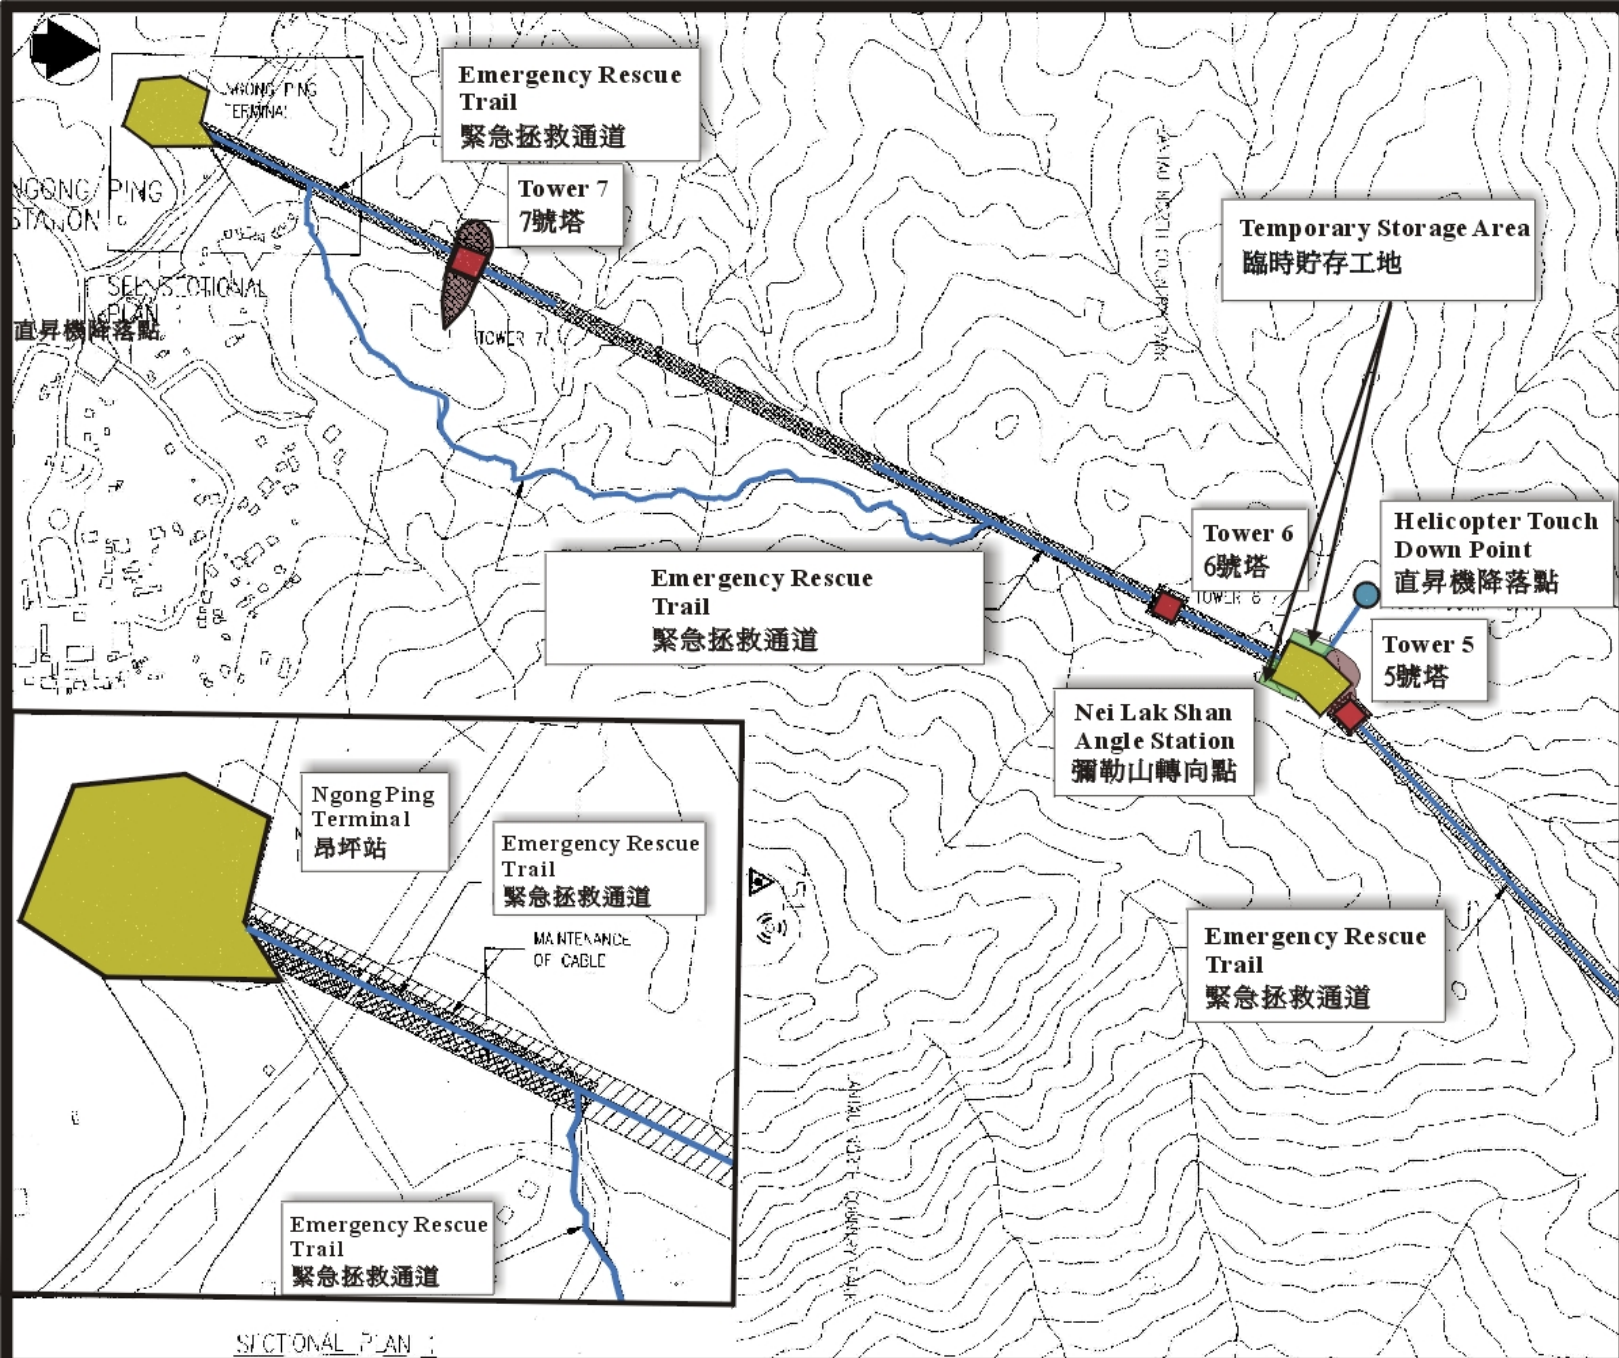 Emergency Rescue
Trail
緊急拯救通道
Tower 7
7號塔
NGONG PING
TERMINAL
NGONG PING
STATION
SEE SECTIONAL
PLAN
直昇機降落點
TOWER 7
Temporary Storage Area
臨時貯存工地
Emergency Rescue
Trail
緊急拯救通道
Tower 6
6號塔
TOWER 6
Helicopter Touch
Down Point
直昇機降落點
Tower 5
5號塔
Nei Lak Shan
Angle Station
彌勒山轉向點
Emergency Rescue
Trail
緊急拯救通道
Ngong Ping
Terminal
昂坪站
Emergency Rescue
Trail
緊急拯救通道
MAINTENANCE
OF CABLE
Emergency Rescue
Trail
緊急拯救通道
SECTIONAL PLAN 1